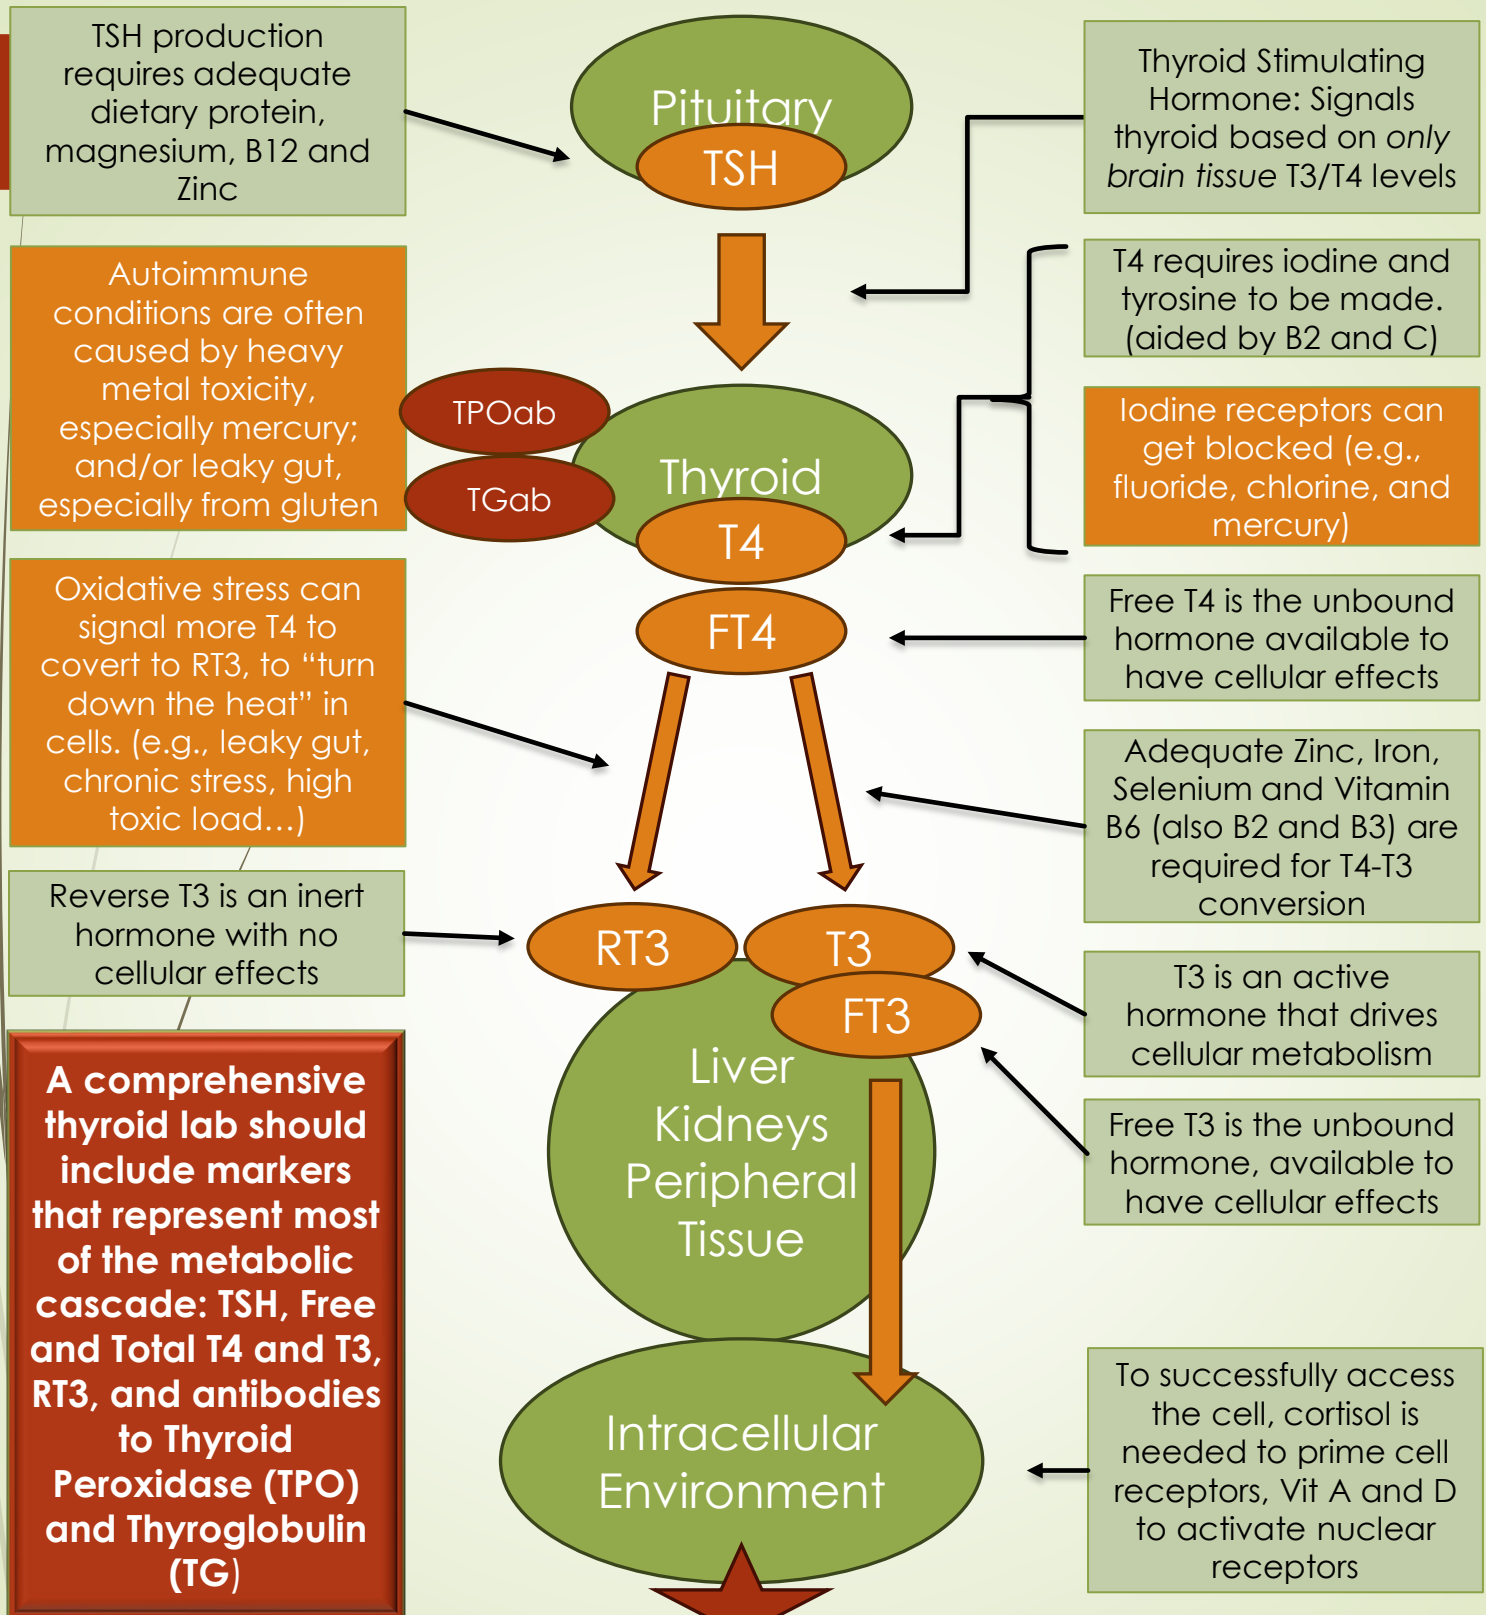 TSH production
requires adequate
dietary protein,
magnesium, B12 and
Zinc
Pituitary
TSH
Thyroid Stimulating
Hormone: Signals
thyroid based on only
brain tissue T3/T4 levels
Autoimmune
conditions are often
caused by heavy
metal toxicity,
especially mercury;
and/or leaky gut,
especially from gluten
T4 requires iodine and
tyrosine to be made.
(aided by B2 and C)
TPOab
TGab
Thyroid
T4
Iodine receptors can
get blocked (e.g.,
fluoride, chlorine, and
mercury)
Oxidative stress can
signal more T4 to
covert to RT3, to “turn
down the heat” in
cells. (e.g., leaky gut,
chronic stress, high
toxic load…)
FT4
Free T4 is the unbound
hormone available to
have cellular effects
Adequate Zinc, Iron,
Selenium and Vitamin
B6 (also B2 and B3) are
required for T4-T3
conversion
Reverse T3 is an inert
hormone with no
cellular effects
RT3
T3
FT3
T3 is an active
hormone that drives
cellular metabolism
Liver
Kidneys
Peripheral
Tissue
Free T3 is the unbound
hormone, available to
have cellular effects
A comprehensive
thyroid lab should
include markers
that represent most
of the metabolic
cascade: TSH, Free
and Total T4 and T3,
RT3, and antibodies
to Thyroid
Peroxidase (TPO)
and Thyroglobulin
(TG)
Intracellular
Environment
To successfully access
the cell, cortisol is
needed to prime cell
receptors, Vit A and D
to activate nuclear
receptors